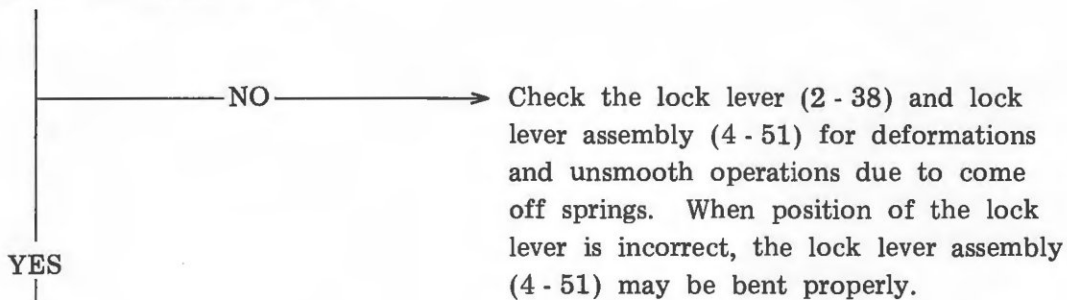 NO
Check the lock lever (2 - 38) and lock
lever assembly (4 - 51) for deformations
and unsmooth operations due to come
off springs. When position of the lock
lever is incorrect, the lock lever assembly
(4 - 51) may be bent properly.
YES